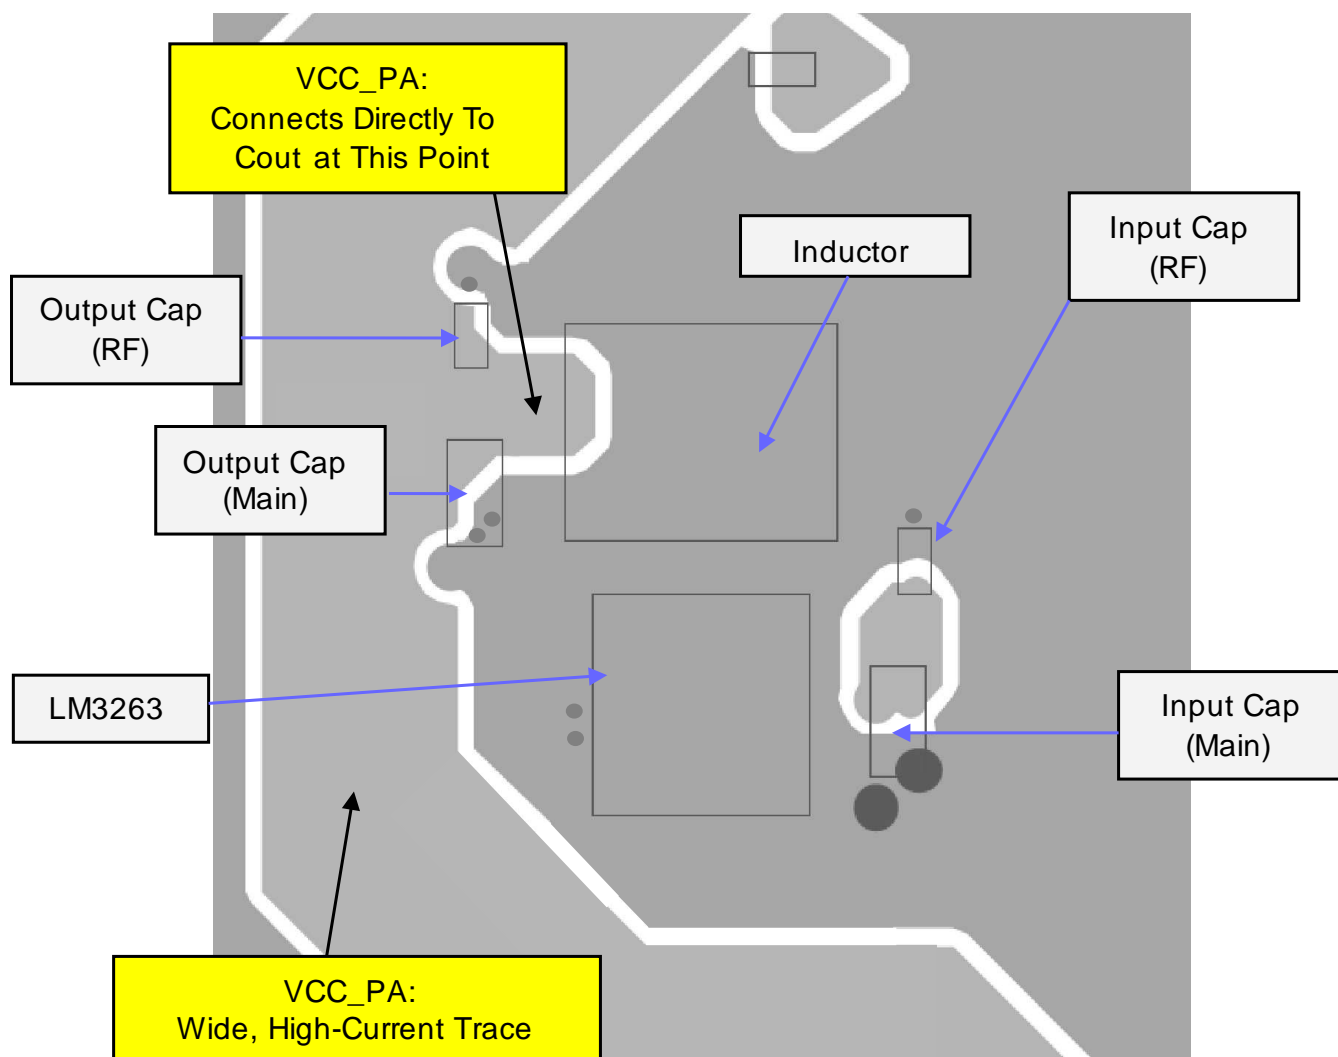 VCC_PA:
Connects Directly To
Cout at This Point
Inductor
Input Cap
(RF)
Output Cap
(RF)
Output Cap
(Main)
LM3263
Input Cap
(Main)
VCC_PA:
Wide, High-Current Trace